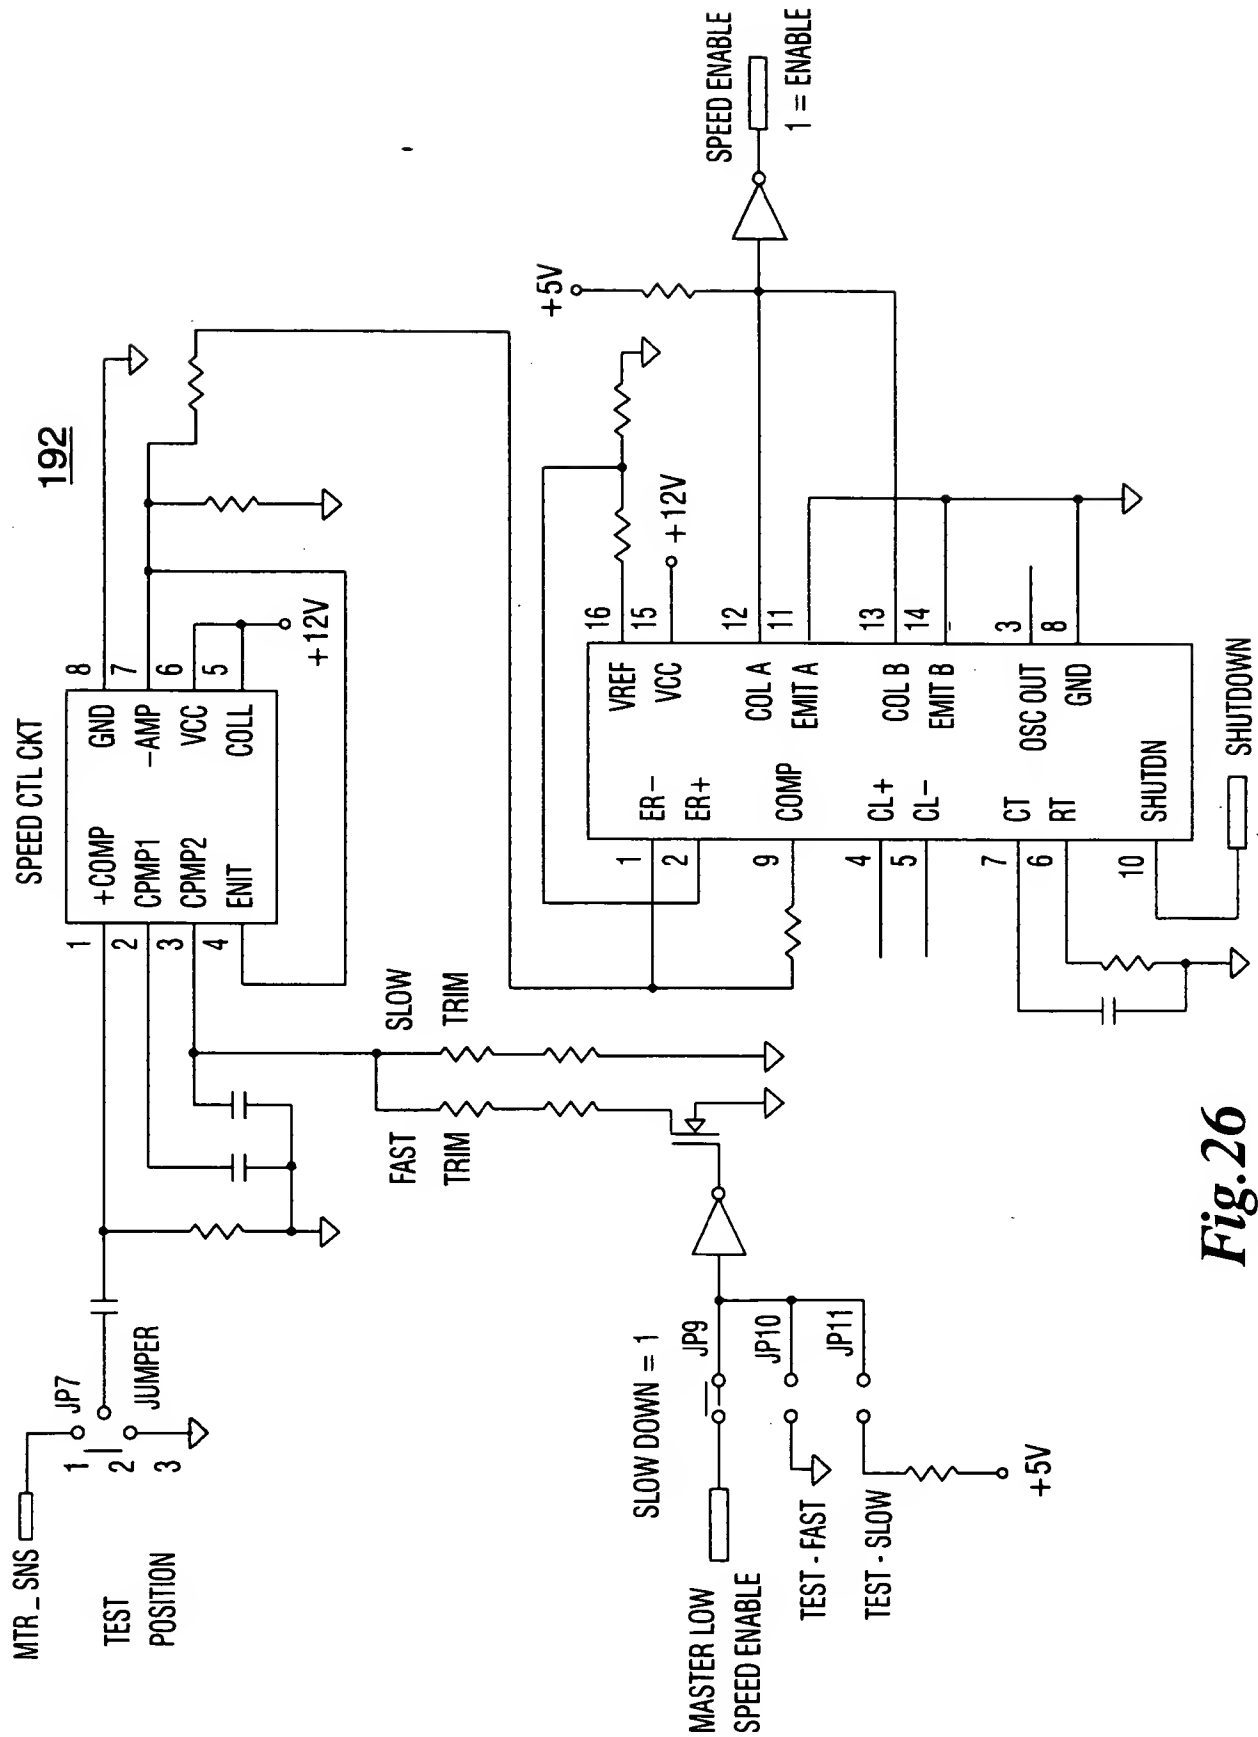 192
SPEED CTL CKT
1 +COMP
2 CPMP1
3 CPMP2
4 ENIT
GND 8
-AMP 7
VCC 6
COLL 5
+12V
MTR_SNS
TEST
POSITION
1
2
3
JP7
JUMPER
FAST
TRIM
SLOW
TRIM
SLOW DOWN = 1
MASTER LOW
SPEED ENABLE
JP9
TEST - FAST
JP10
TEST - SLOW
JP11
+5V
1 ER-
2 ER+
9 COMP
4 CL+
5 CL-
7 CT
6 RT
10 SHUTDN
VREF 16
VCC 15
COL A 12
EMIT A 11
COL B 13
EMIT B 14
OSC OUT 3
GND 8
+12V
+5V
SPEED ENABLE
1 = ENABLE
SHUTDOWN
Fig.26